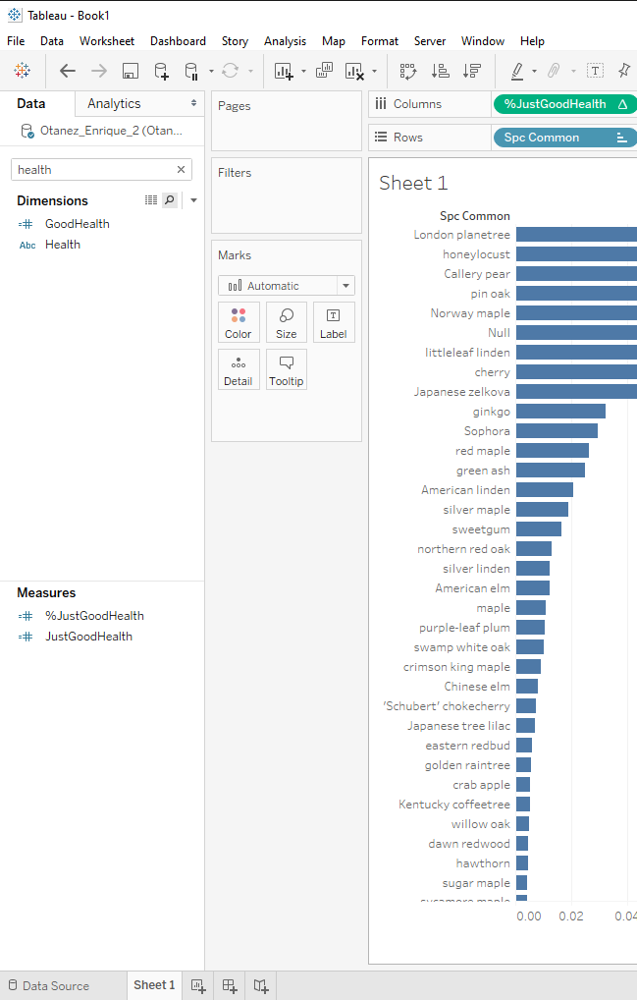 Tableau - Book1
File Data Worksheet Dashboard Story Analysis Map Format Server Window Help
Data Analytics
Otanez_Enrique_2 (Otan...
health
Dimensions
GoodHealth
Abc Health
Measures
%JustGoodHealth
JustGoodHealth
Pages
Filters
Marks
Automatic
Color Size Label
Detail Tooltip
Columns %JustGoodHealth
Rows Spc Common
Sheet 1
Spc Common
London planetree
honeylocust
Callery pear
pin oak
Norway maple
Null
littleleaf linden
cherry
Japanese zelkova
ginkgo
Sophora
red maple
green ash
American linden
silver maple
sweetgum
northern red oak
silver linden
American elm
maple
purple-leaf plum
swamp white oak
crimson king maple
Chinese elm
'Schubert' chokecherry
Japanese tree lilac
eastern redbud
golden raintree
crab apple
Kentucky coffeetree
willow oak
dawn redwood
hawthorn
sugar maple
sycamore maple
0.00 0.02 0.04
Data Source Sheet 1